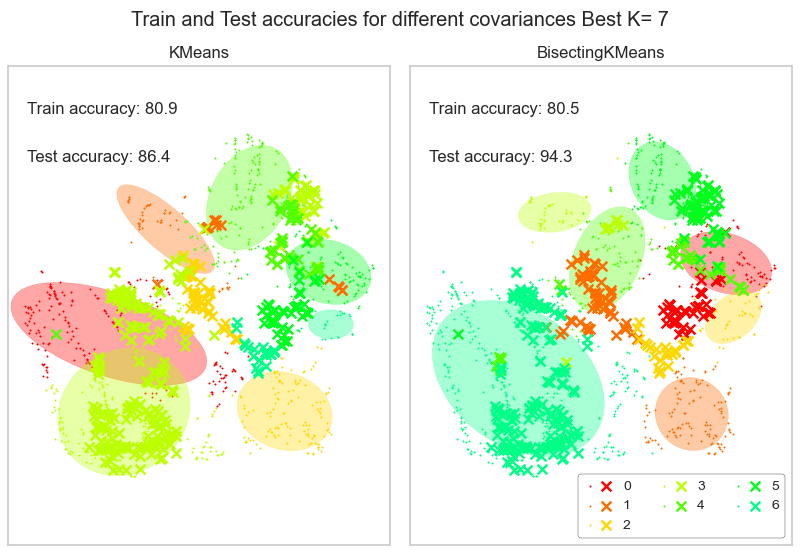 Train and Test accuracies for different covariances Best K= 7
KMeans
Train accuracy: 80.9
Test accuracy: 86.4
BisectingKMeans
Train accuracy: 80.5
Test accuracy: 94.3
0
1
2
3
4
5
6